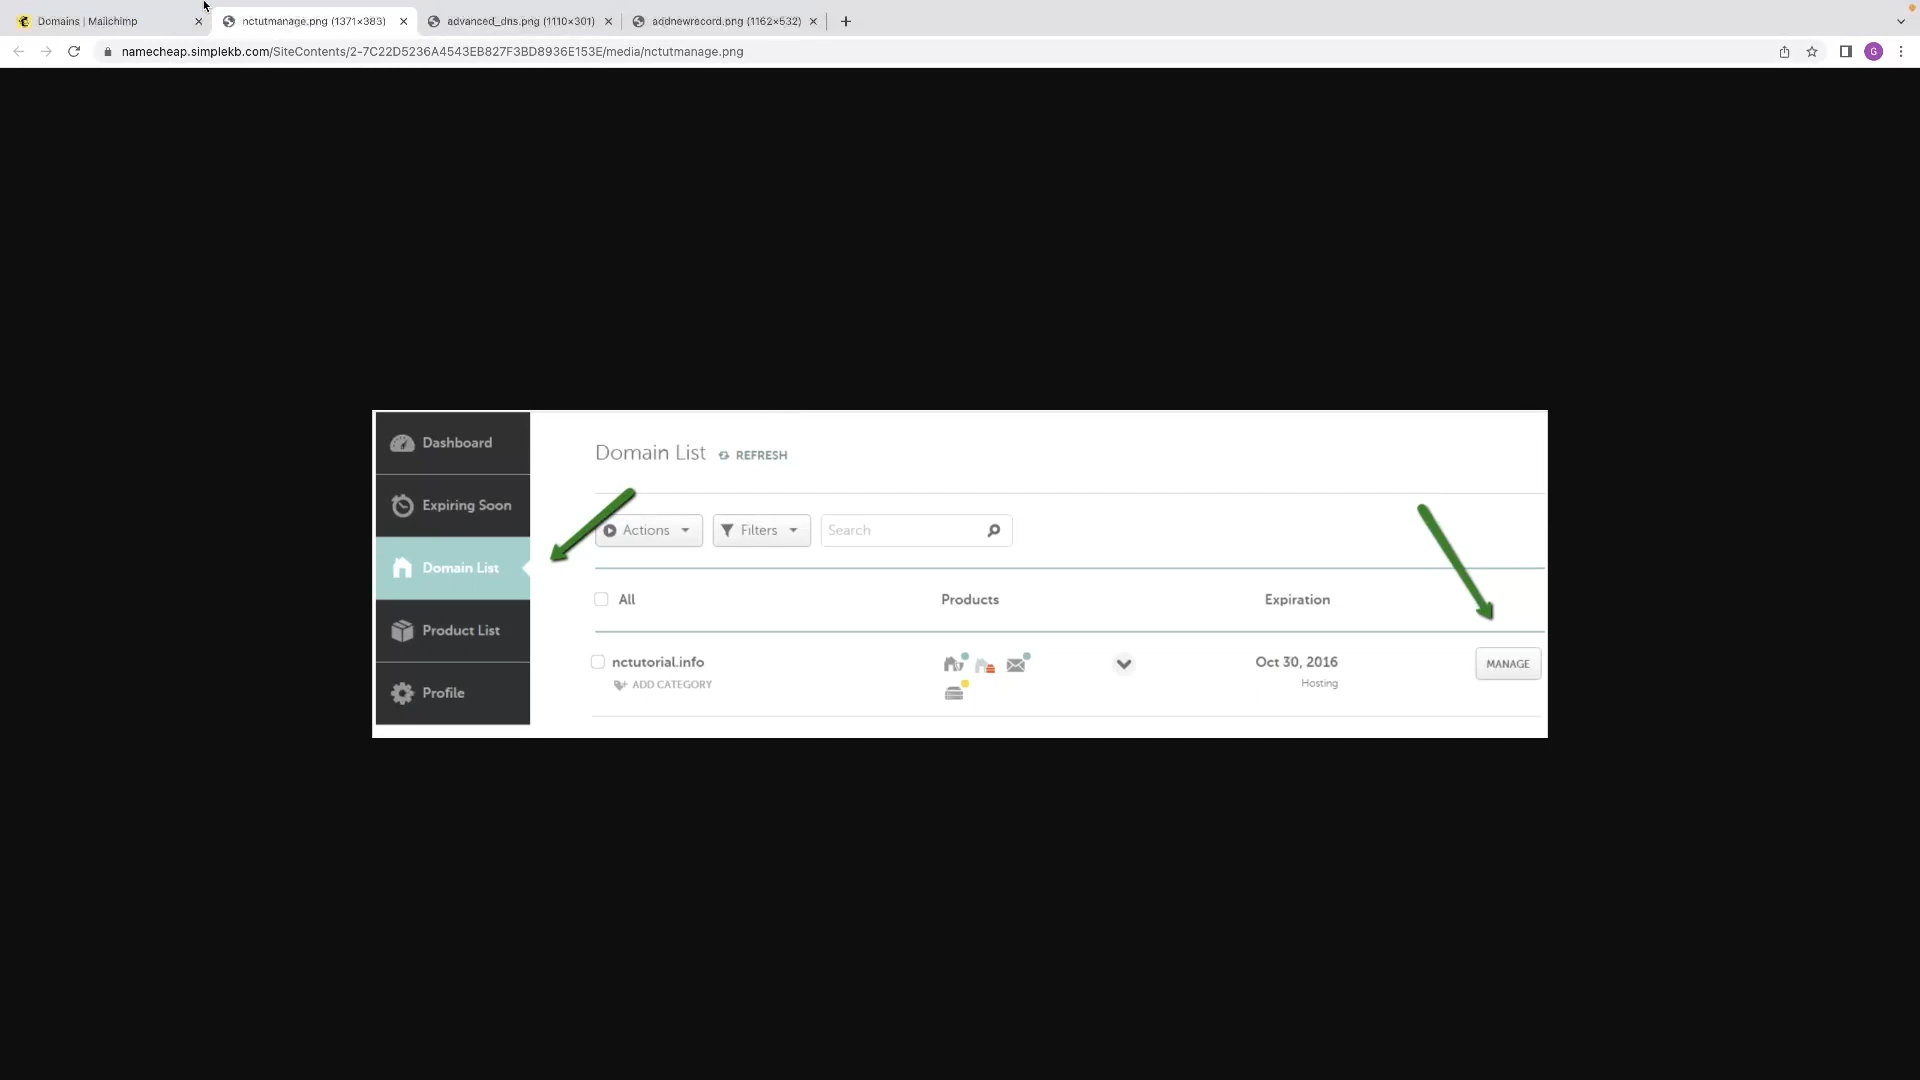 Domains | Mailchimp
nctutmanage.png (1371×383)
advanced_dns.png (1110×301)
addnewrecord.png (1162×532)
namecheap.simplekb.com/SiteContents/2-7C22D5236A4543EB827F3BD8936E153E/media/nctutmanage.png
G
Dashboard
Expiring Soon
Domain List
Product List
Profile
Domain List
REFRESH
Actions
Filters
Search
All
Products
Expiration
nctutorial.info
ADD CATEGORY
Oct 30, 2016
Hosting
MANAGE